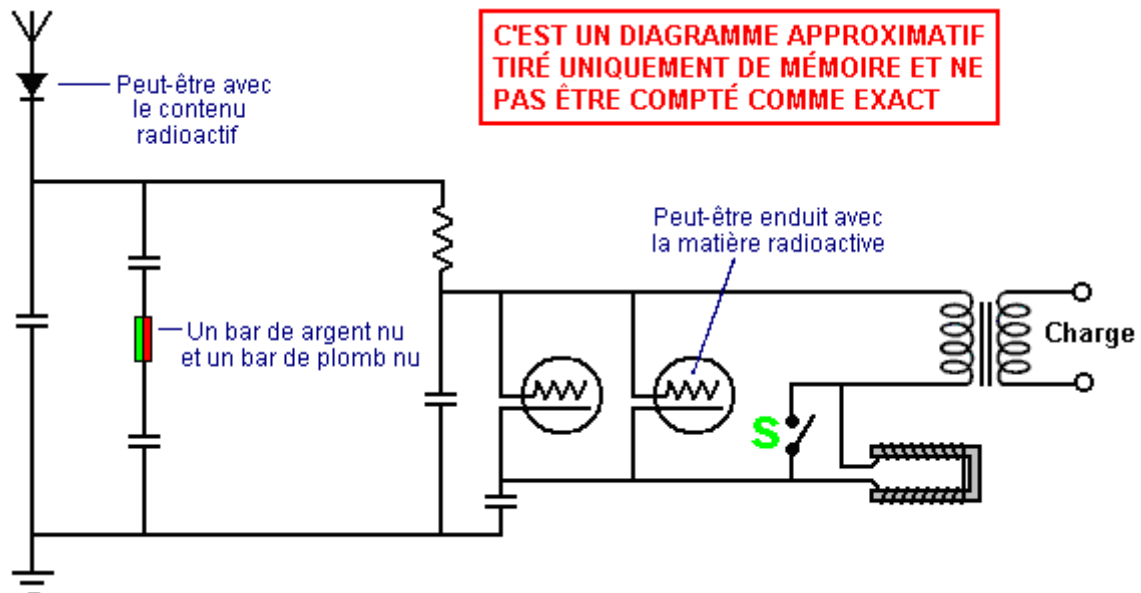 C'EST UN DIAGRAMME APPROXIMATIF
TIRÉ UNIQUEMENT DE MÉMOIRE ET NE
PAS ÊTRE COMPTÉ COMME EXACT
Peut-être avec
le contenu
radioactif
Peut-être enduit avec
la matière radioactive
Un bar de argent nu
et un bar de plomb nu
Charge
S